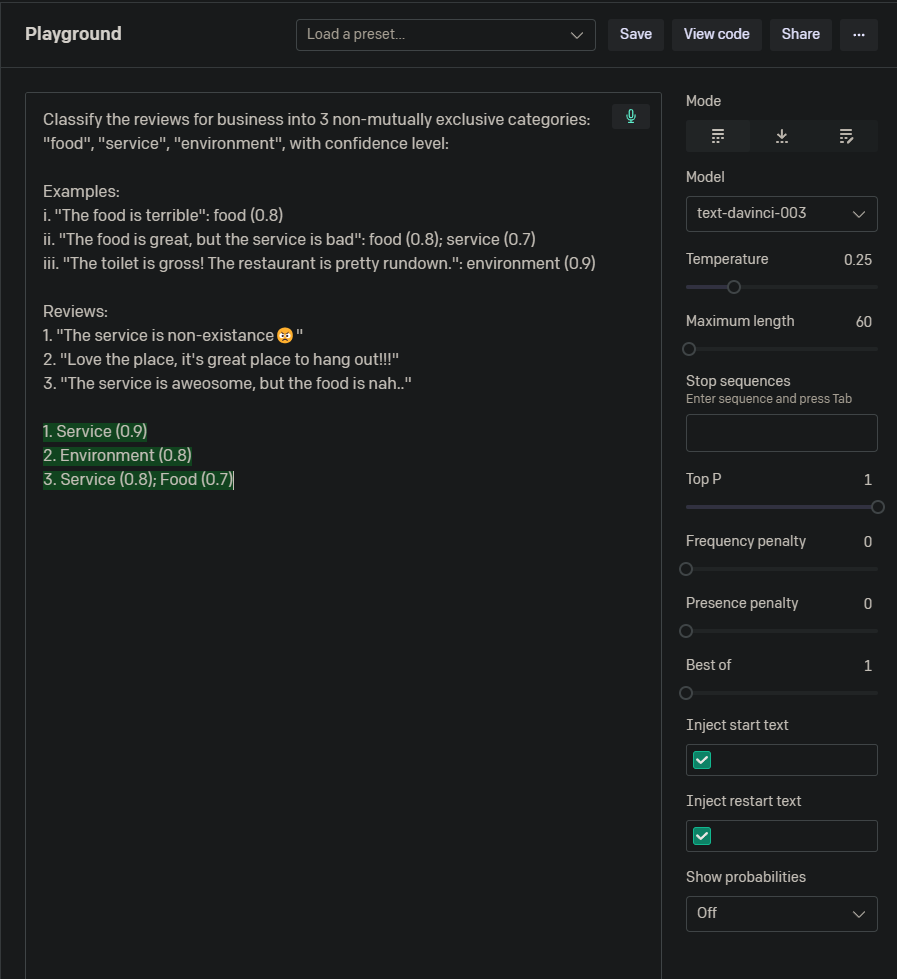 Playground
Load a preset...
Save
View code
Share
...
Classify the reviews for business into 3 non-mutually exclusive categories:
"food", "service", "environment", with confidence level:
Examples:
i. "The food is terrible": food (0.8)
ii. "The food is great, but the service is bad": food (0.8); service (0.7)
iii. "The toilet is gross! The restaurant is pretty rundown.": environment (0.9)
Reviews:
1. "The service is non-existance😡"
2. "Love the place, it's great place to hang out!!!"
3. "The service is aweosome, but the food is nah.."
1. Service (0.9)
2. Environment (0.8)
3. Service (0.8); Food (0.7)
Mode
Model
text-davinci-003
Temperature 0.25
Maximum length 60
Stop sequences
Enter sequence and press Tab
Top P 1
Frequency penalty 0
Presence penalty 0
Best of 1
Inject start text
Inject restart text
Show probabilities
Off